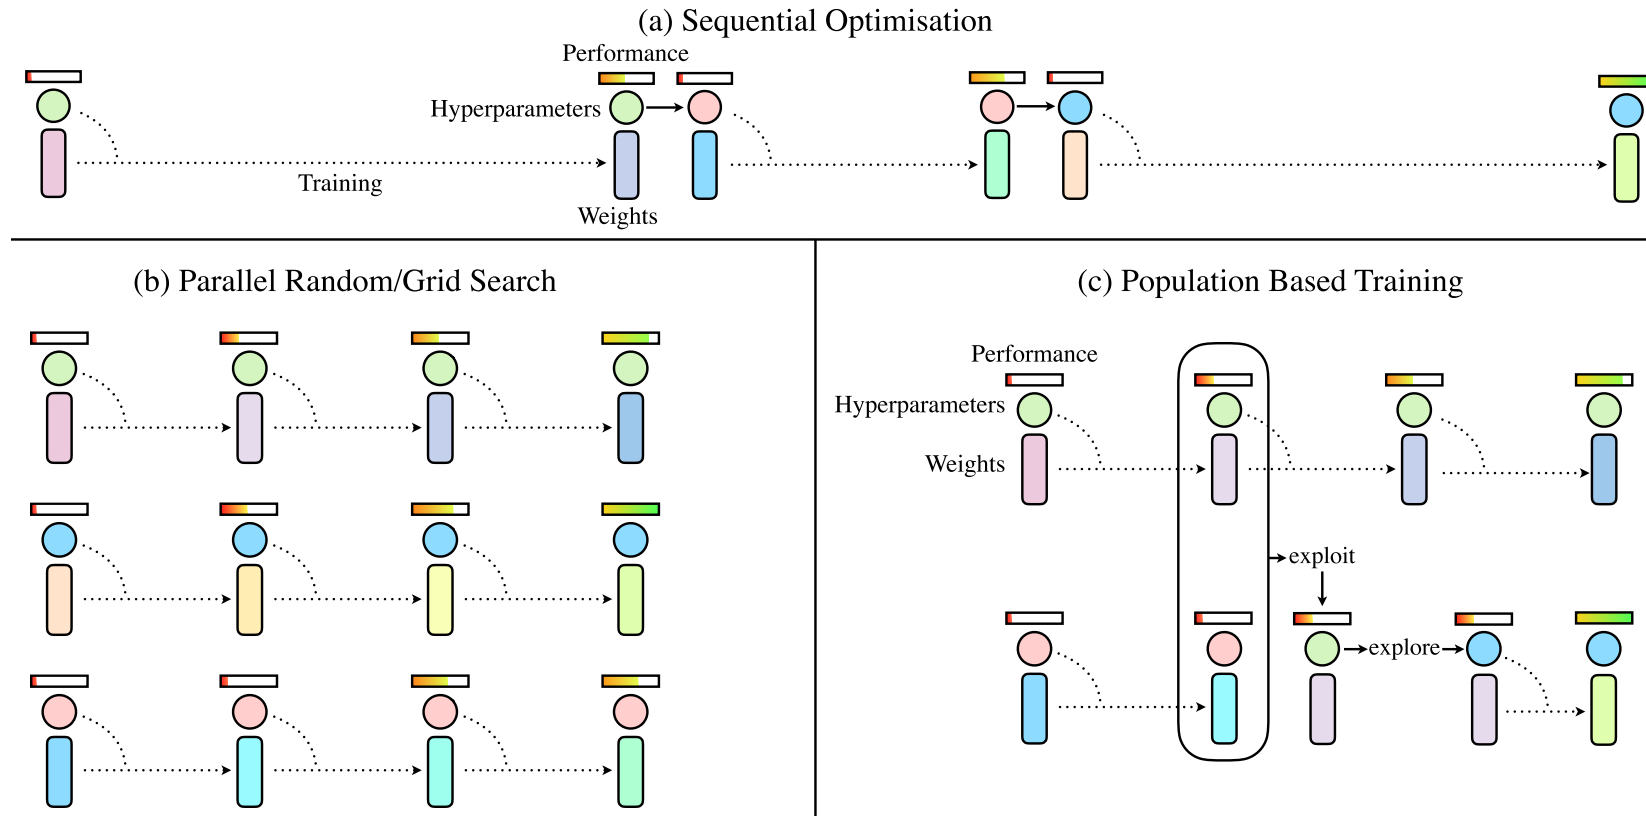 (a) Sequential Optimisation
Performance
Hyperparameters
Training
Weights
(b) Parallel Random/Grid Search
(c) Population Based Training
Performance
Hyperparameters
Weights
exploit
explore